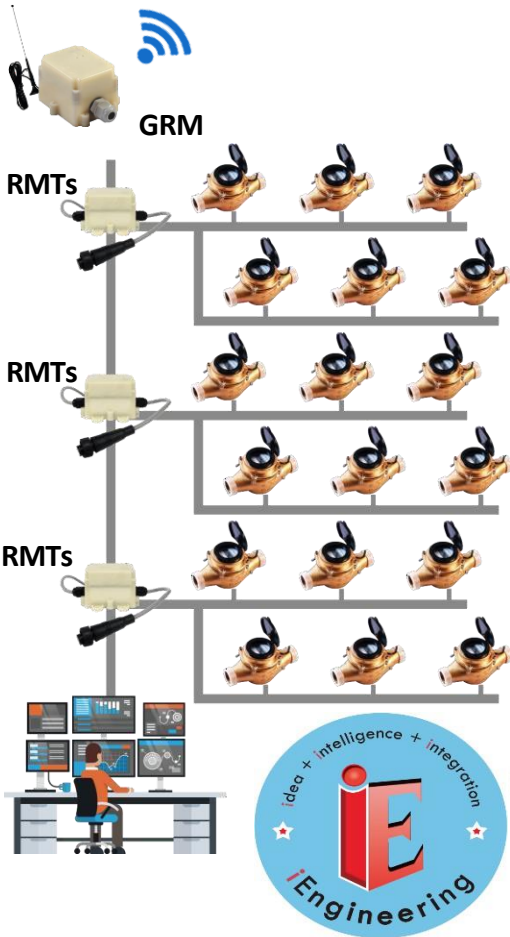 GRM
RMTs
RMTs
RMTs
idea + intelligence + integration
iE
iEngineering